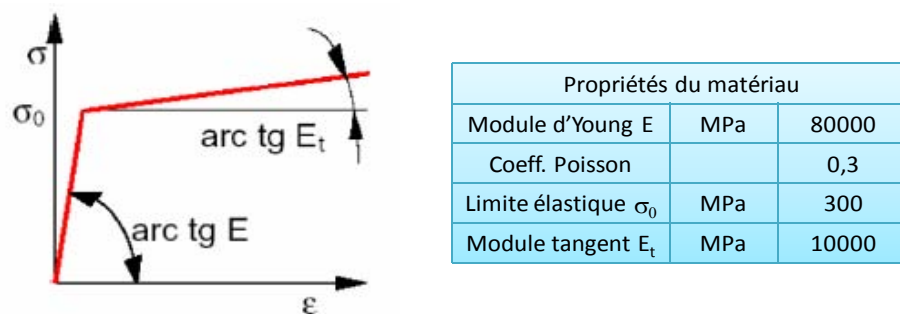 σ
σ₀
arc tg Eₜ
arc tg E
ε
Propriétés du matériau
Module d'Young E MPa 80000
Coeff. Poisson 0,3
Limite élastique σ₀ MPa 300
Module tangent Eₜ MPa 10000